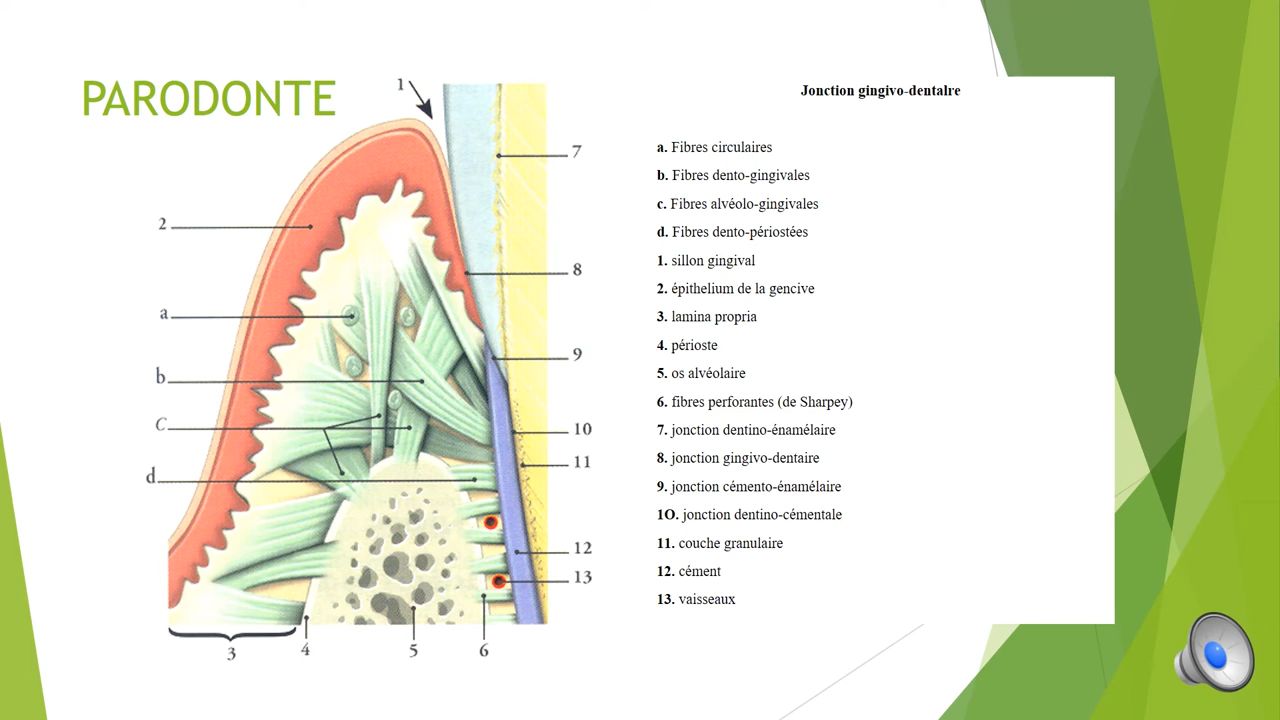 PARODONTE
1
7
2
8
a
9
b
C
10
11
d
12
13
3
4
5
6
Jonction gingivo-dentalre
a. Fibres circulaires
b. Fibres dento-gingivales
c. Fibres alvéolo-gingivales
d. Fibres dento-périostées
1. sillon gingival
2. épithelium de la gencive
3. lamina propria
4. périoste
5. os alvéolaire
6. fibres perforantes (de Sharpey)
7. jonction dentino-énamélaire
8. jonction gingivo-dentaire
9. jonction cémento-énamélaire
1O. jonction dentino-cémentale
11. couche granulaire
12. cément
13. vaisseaux